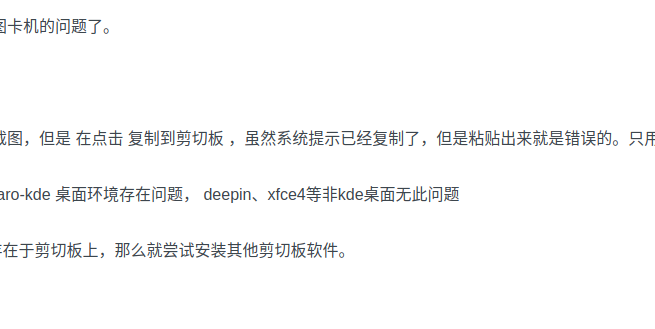 图卡机的问题了。
截图，但是 在点击 复制到剪切板 ，虽然系统提示已经复制了，但是粘贴出来就是错误的。只用
aro-kde 桌面环境存在问题， deepin、xfce4等非kde桌面无此问题
在于剪切板上，那么就尝试安装其他剪切板软件。